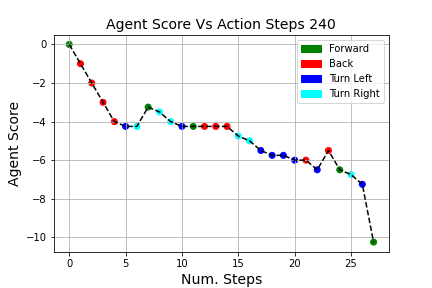 Agent Score Vs Action Steps 240
Forward
Back
Turn Left
Turn Right
Agent Score
0
−2
−4
−6
−8
−10
0 5 10 15 20 25
Num. Steps